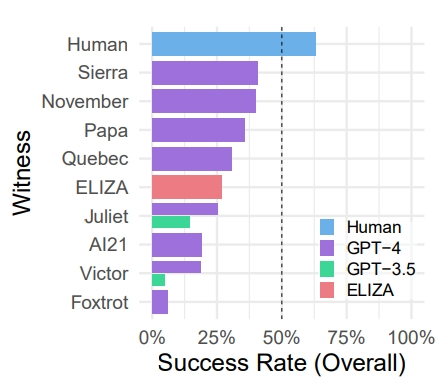 Witness
Human
Sierra
November
Papa
Quebec
ELIZA
Juliet
AI21
Victor
Foxtrot
Human
GPT−4
GPT−3.5
ELIZA
0% 25% 50% 75% 100%
Success Rate (Overall)